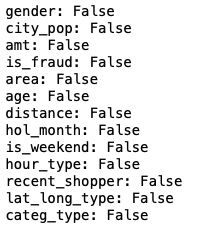 gender: False
city_pop: False
amt: False
is_fraud: False
area: False
age: False
distance: False
hol_month: False
is_weekend: False
hour_type: False
recent_shopper: False
lat_long_type: False
categ_type: False